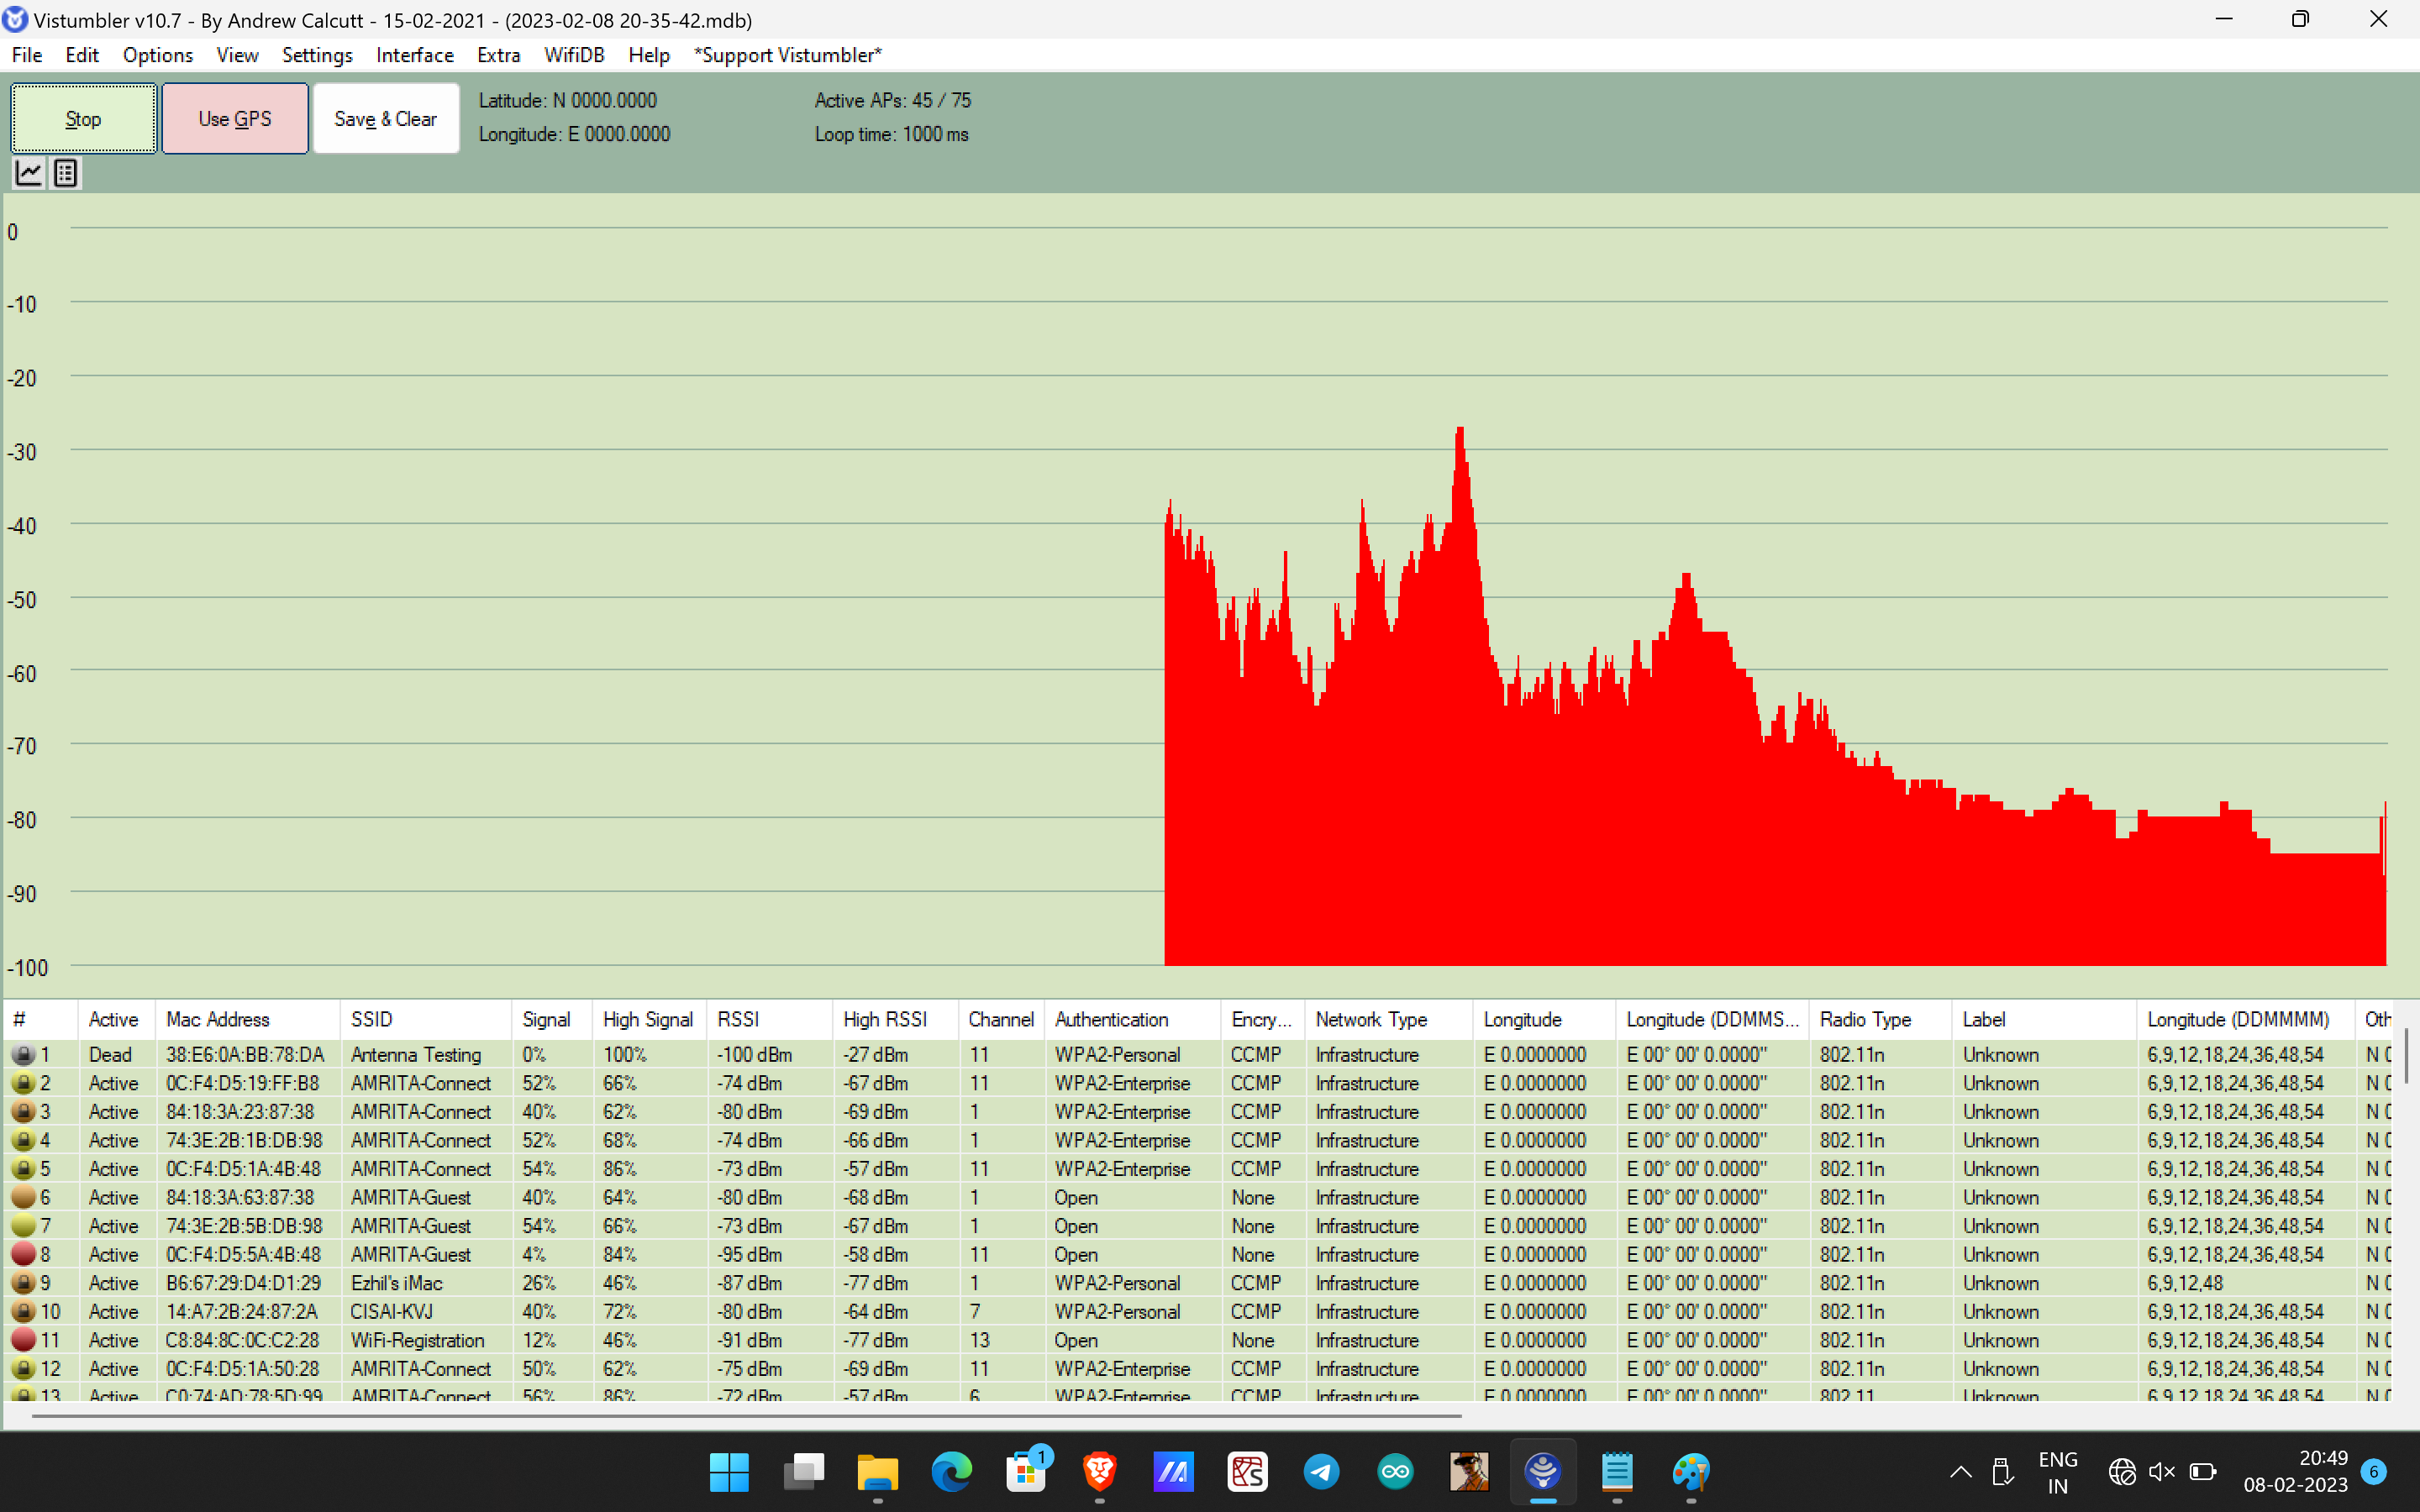 Vistumbler v10.7 - By Andrew Calcutt - 15-02-2021 - (2023-02-08 20-35-42.mdb)
File Edit Options View Settings Interface Extra WifiDB Help *Support Vistumbler*
Stop Use GPS Save & Clear
Latitude: N 0000.0000 Active APs: 45 / 75
Longitude: E 0000.0000 Loop time: 1000 ms
0
-10
-20
-30
-40
-50
-60
-70
-80
-90
-100
# Active Mac Address SSID Signal High Signal RSSI High RSSI Channel Authentication Encry... Network Type Longitude Longitude (DDMMS... Radio Type Label Longitude (DDMMMM) Oth
1 Dead 38:E6:0A:BB:78:DA Antenna Testing 0% 100% -100 dBm -27 dBm 11 WPA2-Personal CCMP Infrastructure E 0.0000000 E 00° 00' 0.0000" 802.11n Unknown 6,9,12,18,24,36,48,54 N 0
2 Active 0C:F4:D5:19:FF:B8 AMRITA-Connect 52% 66% -74 dBm -67 dBm 11 WPA2-Enterprise CCMP Infrastructure E 0.0000000 E 00° 00' 0.0000" 802.11n Unknown 6,9,12,18,24,36,48,54 N 0
3 Active 84:18:3A:23:87:38 AMRITA-Connect 40% 62% -80 dBm -69 dBm 1 WPA2-Enterprise CCMP Infrastructure E 0.0000000 E 00° 00' 0.0000" 802.11n Unknown 6,9,12,18,24,36,48,54 N 0
4 Active 74:3E:2B:1B:DB:98 AMRITA-Connect 52% 68% -74 dBm -66 dBm 1 WPA2-Enterprise CCMP Infrastructure E 0.0000000 E 00° 00' 0.0000" 802.11n Unknown 6,9,12,18,24,36,48,54 N 0
5 Active 0C:F4:D5:1A:4B:48 AMRITA-Connect 54% 86% -73 dBm -57 dBm 11 WPA2-Enterprise CCMP Infrastructure E 0.0000000 E 00° 00' 0.0000" 802.11n Unknown 6,9,12,18,24,36,48,54 N 0
6 Active 84:18:3A:63:87:38 AMRITA-Guest 40% 64% -80 dBm -68 dBm 1 Open None Infrastructure E 0.0000000 E 00° 00' 0.0000" 802.11n Unknown 6,9,12,18,24,36,48,54 N 0
7 Active 74:3E:2B:5B:DB:98 AMRITA-Guest 54% 66% -73 dBm -67 dBm 1 Open None Infrastructure E 0.0000000 E 00° 00' 0.0000" 802.11n Unknown 6,9,12,18,24,36,48,54 N 0
8 Active 0C:F4:D5:5A:4B:48 AMRITA-Guest 4% 84% -95 dBm -58 dBm 11 Open None Infrastructure E 0.0000000 E 00° 00' 0.0000" 802.11n Unknown 6,9,12,18,24,36,48,54 N 0
9 Active B6:67:29:D4:D1:29 Ezhil's iMac 26% 46% -87 dBm -77 dBm 1 WPA2-Personal CCMP Infrastructure E 0.0000000 E 00° 00' 0.0000" 802.11n Unknown 6,9,12,48 N 0
10 Active 14:A7:2B:24:87:2A CISAI-KVJ 40% 72% -80 dBm -64 dBm 7 WPA2-Personal CCMP Infrastructure E 0.0000000 E 00° 00' 0.0000" 802.11n Unknown 6,9,12,18,24,36,48,54 N 0
11 Active C8:84:8C:0C:C2:28 WiFi-Registration 12% 46% -91 dBm -77 dBm 13 Open None Infrastructure E 0.0000000 E 00° 00' 0.0000" 802.11n Unknown 6,9,12,18,24,36,48,54 N 0
12 Active 0C:F4:D5:1A:50:28 AMRITA-Connect 50% 62% -75 dBm -69 dBm 11 WPA2-Enterprise CCMP Infrastructure E 0.0000000 E 00° 00' 0.0000" 802.11n Unknown 6,9,12,18,24,36,48,54 N 0
13 Active C0:74:AD:78:5D:99 AMRITA-Connect 56% 86% -72 dBm -57 dBm 6 WPA2-Enterprise CCMP Infrastructure E 0.0000000 E 00° 00' 0.0000" 802.11 Unknown 6,9,12,18,24,36,48,54 N 0
1
ENG
IN
20:49
08-02-2023
6